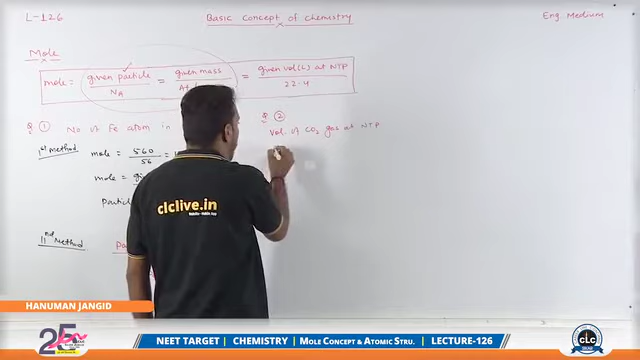 L-126
Basic Concept of chemistry
Eng. Medium
Mole
mole = given particle / NA = given mass / At = given vol(L) at NTP / 22.4
Q ① No of Fe atom in
Q ②
Vol. of CO2 gas at NTP
1st method mole = 560 / 56 =
mole =
IInd Method
clclive.in
HANUMAN JANGID
25
NEET TARGET | CHEMISTRY | MOLE CONCEPT & ATOMIC STRU. | LECTURE-126
CLC